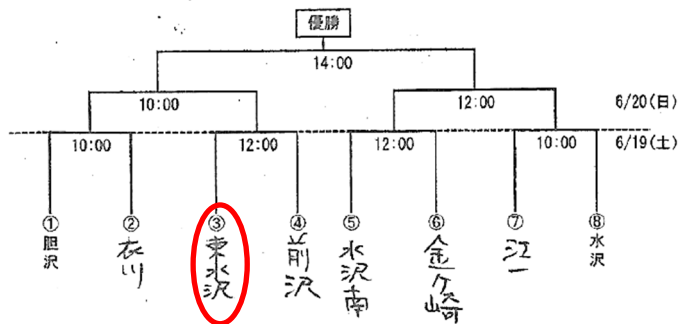 優勝
14:00
10:00
12:00
6/20(日)
10:00
12:00
12:00
10:00
6/19(土)
① 胆沢
② 衣川
③ 東水沢
④ 前沢
⑤ 水沢南
⑥ 金ヶ崎
⑦ 江一
⑧ 水沢